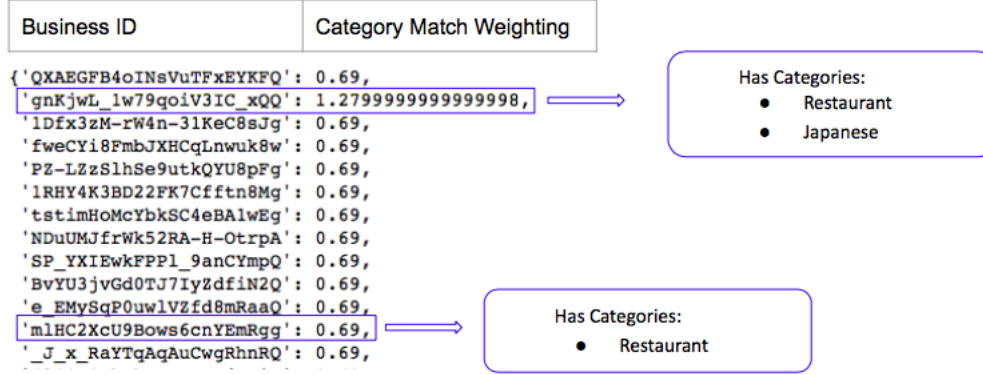 Business ID Category Match Weighting
{'QXAEGFB4oINsVuTFxEYKFQ': 0.69,
'gnKjwL_1w79qoiV3IC_xQQ': 1.2799999999999998,
'1Dfx3zM-rW4n-31KeC8sJg': 0.69,
'fweCYi8FmbJXHCqLnwuk8w': 0.69,
'PZ-LZzSlhSe9utkQYU8pFg': 0.69,
'1RHY4K3BD22FK7Cfftn8Mg': 0.69,
'tstimHoMcYbkSC4eBA1wEg': 0.69,
'NDuUMJfrWk52RA-H-OtrpA': 0.69,
'SP_YXIEwkFPPl_9anCYmpQ': 0.69,
'BvYU3jvGd0TJ7IyZdfiN2Q': 0.69,
'e_EMySqP0uwlVZfd8mRaaQ': 0.69,
'mlHC2XcU9Bows6cnYEmRgg': 0.69,
'_J_x_RaYTqAqAuCwgRhnRQ': 0.69,
Has Categories:
● Restaurant
● Japanese
Has Categories:
● Restaurant